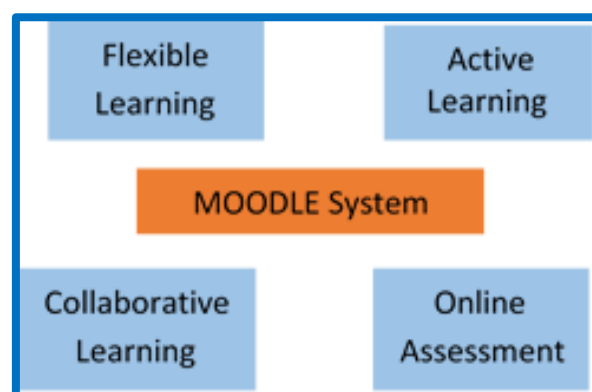 Flexible
Learning
Active
Learning
MOODLE System
Collaborative
Learning
Online
Assessment